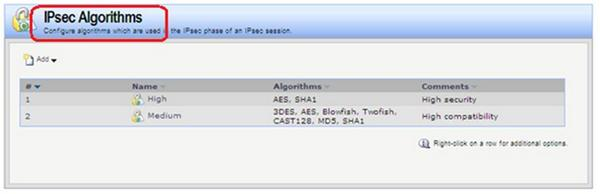 IPsec Algorithms
Configure algorithms which are used in the IPsec phase of an IPsec session.
Add
# Name Algorithms Comments
1 High AES, SHA1 High security
2 Medium 3DES, AES, Blowfish, Twofish, CAST128, MD5, SHA1 High compatibility
Right-click on a row for additional options.